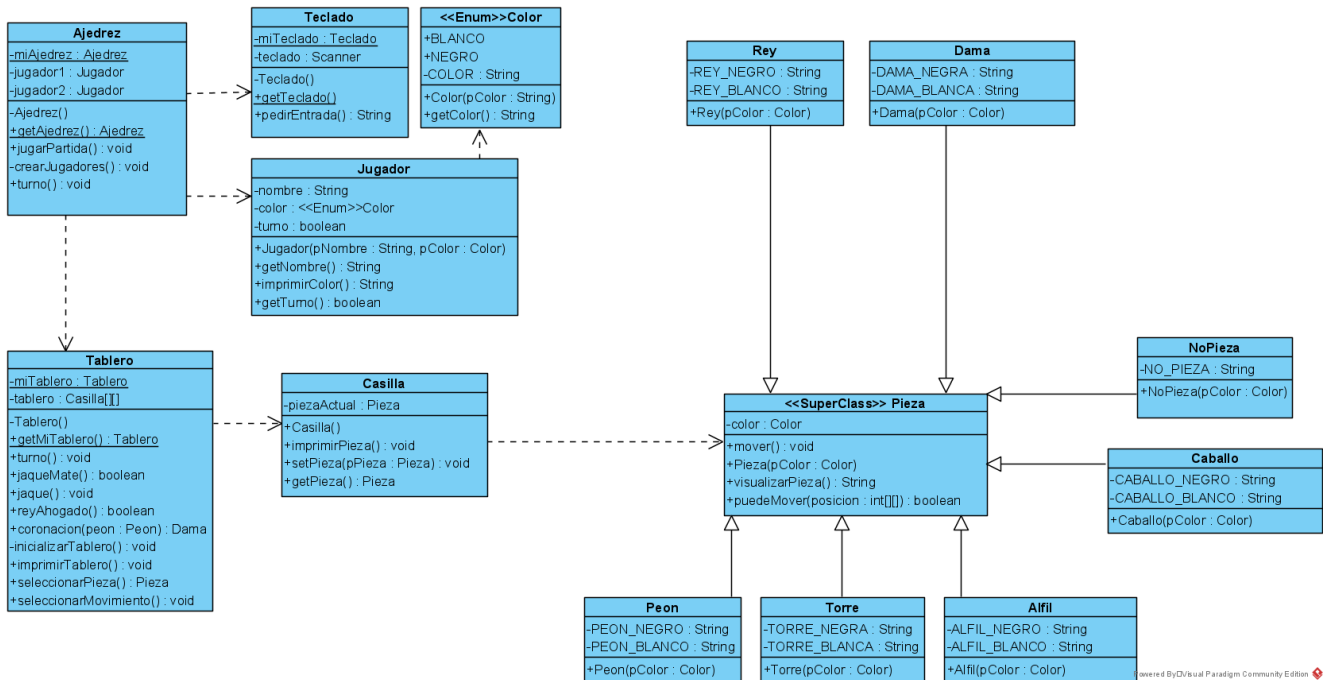 Ajedrez
-miAjedrez : Ajedrez
-jugador1 : Jugador
-jugador2 : Jugador
-Ajedrez()
+getAjedrez() : Ajedrez
+jugarPartida() : void
-crearJugadores() : void
+turno() : void
Teclado
-miTeclado : Teclado
-teclado : Scanner
-Teclado()
+getTeclado()
+pedirEntrada() : String
<<Enum>>Color
+BLANCO
+NEGRO
-COLOR : String
+Color(pColor : String)
+getColor() : String
Jugador
-nombre : String
-color : <<Enum>>Color
-turno : boolean
+Jugador(pNombre : String, pColor : Color)
+getNombre() : String
+imprimirColor() : String
+getTurno() : boolean
Rey
-REY_NEGRO : String
-REY_BLANCO : String
+Rey(pColor : Color)
Dama
-DAMA_NEGRA : String
-DAMA_BLANCA : String
+Dama(pColor : Color)
Tablero
-miTablero : Tablero
-tablero : Casilla[][]
-Tablero()
+getMiTablero() : Tablero
+turno() : void
+jaqueMate() : boolean
+jaque() : void
+reyAhogado() : boolean
+coronacion(peon : Peon) : Dama
-inicializarTablero() : void
+imprimirTablero() : void
+seleccionarPieza() : Pieza
+seleccionarMovimiento() : void
Casilla
-piezaActual : Pieza
+Casilla()
+imprimirPieza() : void
+setPieza(pPieza : Pieza) : void
+getPieza() : Pieza
<<SuperClass>> Pieza
-color : Color
+mover() : void
+Pieza(pColor : Color)
+visualizarPieza() : String
+puedeMover(posicion : int[][]) : boolean
NoPieza
-NO_PIEZA : String
+NoPieza(pColor : Color)
Caballo
-CABALLO_NEGRO : String
-CABALLO_BLANCO : String
+Caballo(pColor : Color)
Peon
-PEON_NEGRO : String
-PEON_BLANCO : String
+Peon(pColor : Color)
Torre
-TORRE_NEGRA : String
-TORRE_BLANCA : String
+Torre(pColor : Color)
Alfil
-ALFIL_NEGRO : String
-ALFIL_BLANCO : String
+Alfil(pColor : Color)
Powered By Visual Paradigm Community Edition